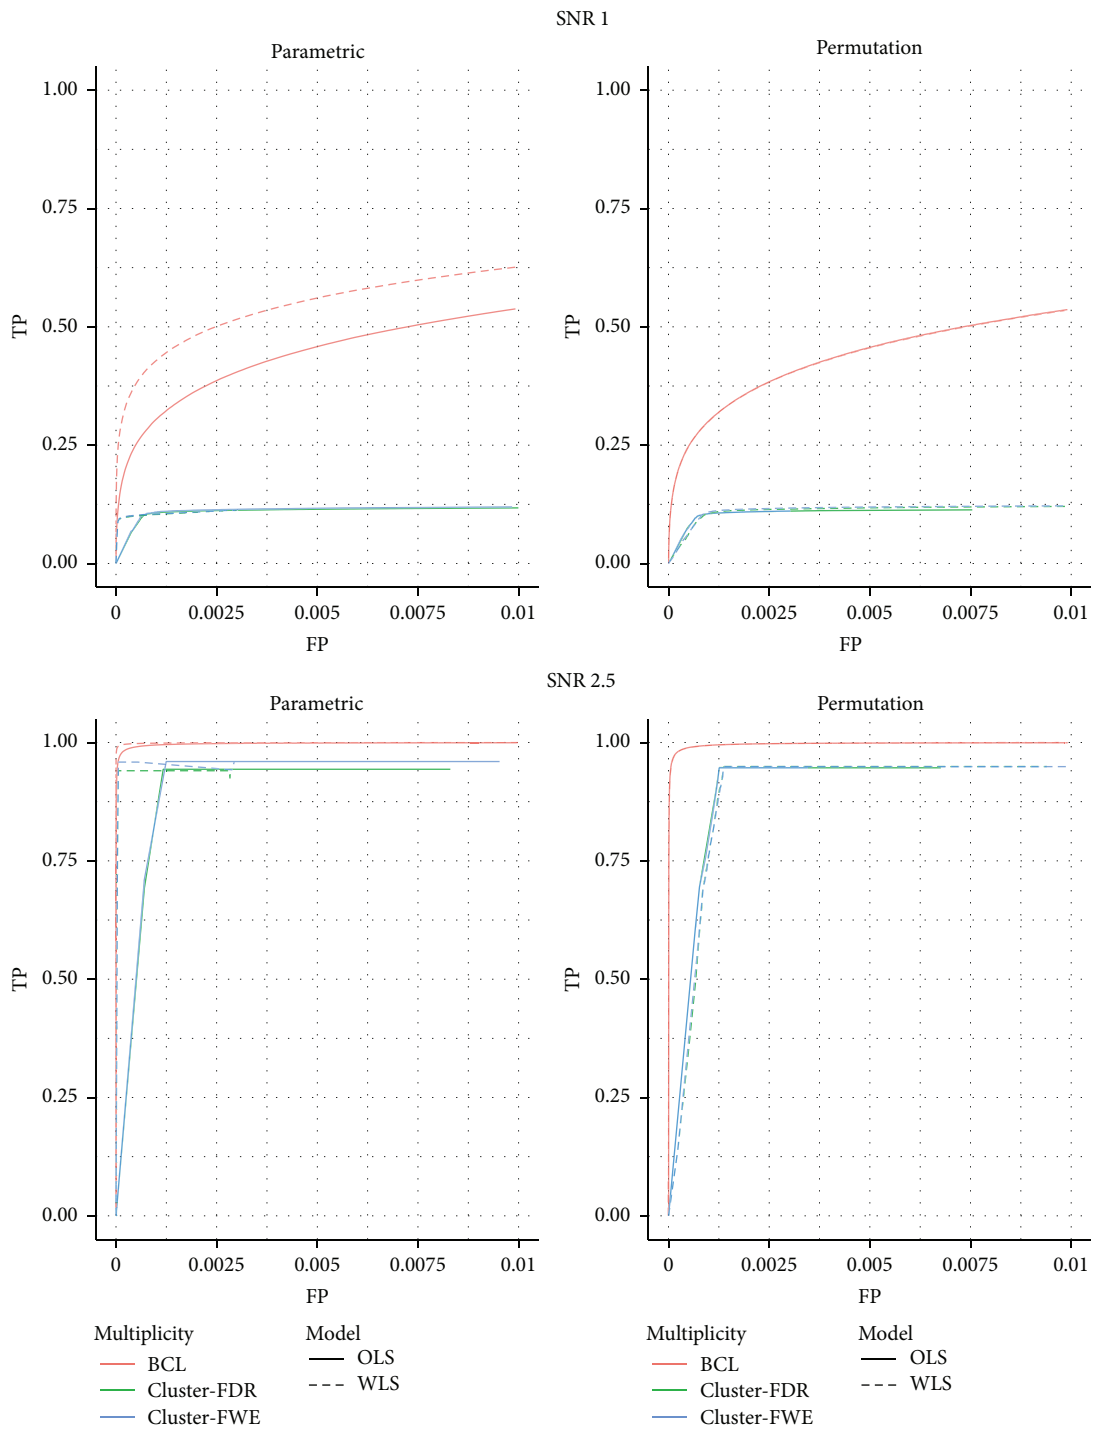 SNR 1
Parametric
1.00
0.75
0.50
0.25
0.00
TP
0 0.0025 0.005 0.0075 0.01
FP
Permutation
1.00
0.75
0.50
0.25
0.00
TP
0 0.0025 0.005 0.0075 0.01
FP
SNR 2.5
Parametric
1.00
0.75
0.50
0.25
0.00
TP
0 0.0025 0.005 0.0075 0.01
FP
Permutation
1.00
0.75
0.50
0.25
0.00
TP
0 0.0025 0.005 0.0075 0.01
FP
Multiplicity
BCL
Cluster-FDR
Cluster-FWE
Model
OLS
WLS
Multiplicity
BCL
Cluster-FDR
Cluster-FWE
Model
OLS
WLS